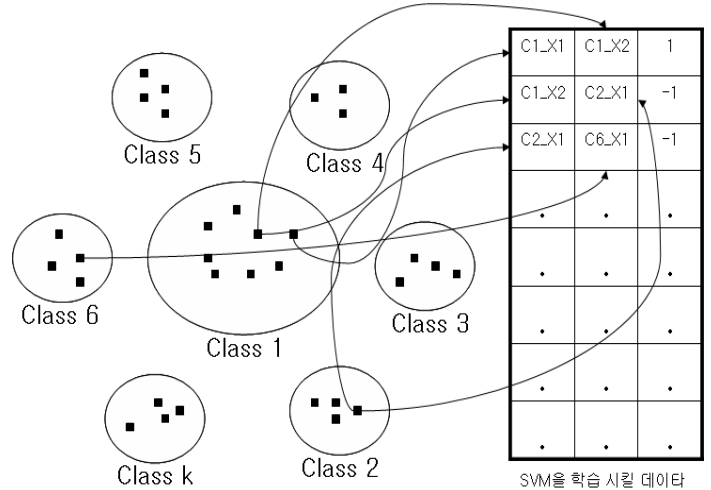 C1_X1 C1_X2 1
C1_X2 C2_X1 -1
C2_X1 C6_X1 -1
. . .
. . .
. . .
. . .
. . .
Class 5
Class 4
Class 6
Class 1
Class 3
Class k
Class 2
SVM을 학습 시킬 데이타